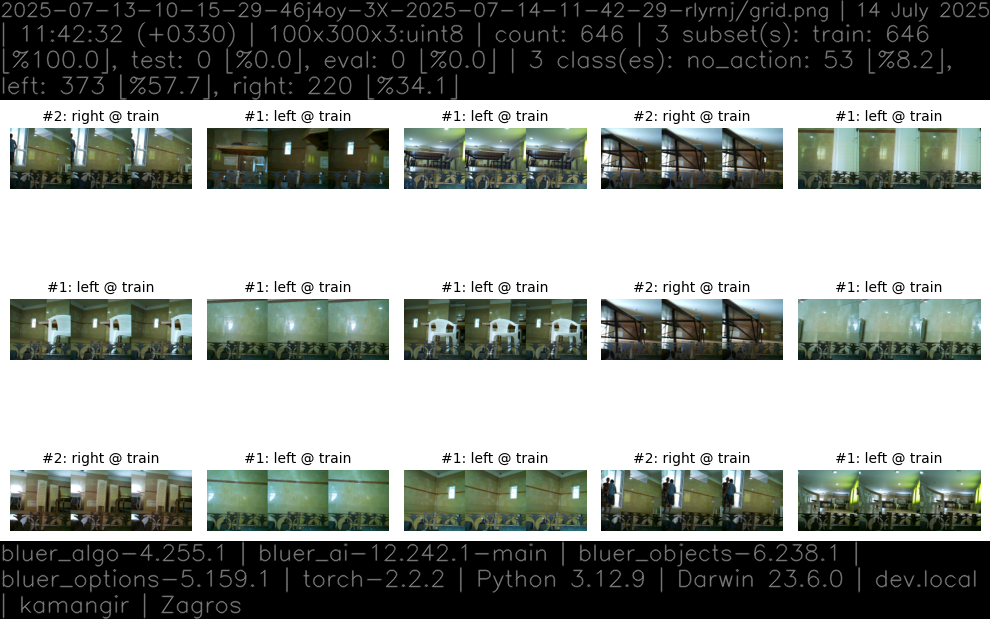 2025-07-13-10-15-29-46j4oy-3X-2025-07-14-11-42-29-rlyrnj/grid.png | 14 July 2025
| 11:42:32 (+0330) | 100x300x3:uint8 | count: 646 | 3 subset(s): train: 646
[%100.0], test: 0 [%0.0], eval: 0 [%0.0] | 3 class(es): no_action: 53 [%8.2],
left: 373 [%57.7], right: 220 [%34.1]
#2: right @ train
#1: left @ train
#1: left @ train
#2: right @ train
#1: left @ train
#1: left @ train
#1: left @ train
#1: left @ train
#2: right @ train
#1: left @ train
#2: right @ train
#1: left @ train
#1: left @ train
#2: right @ train
#1: left @ train
bluer_algo-4.255.1 | bluer_ai-12.242.1-main | bluer_objects-6.238.1 |
bluer_options-5.159.1 | torch-2.2.2 | Python 3.12.9 | Darwin 23.6.0 | dev.local
| kamangir | Zagros